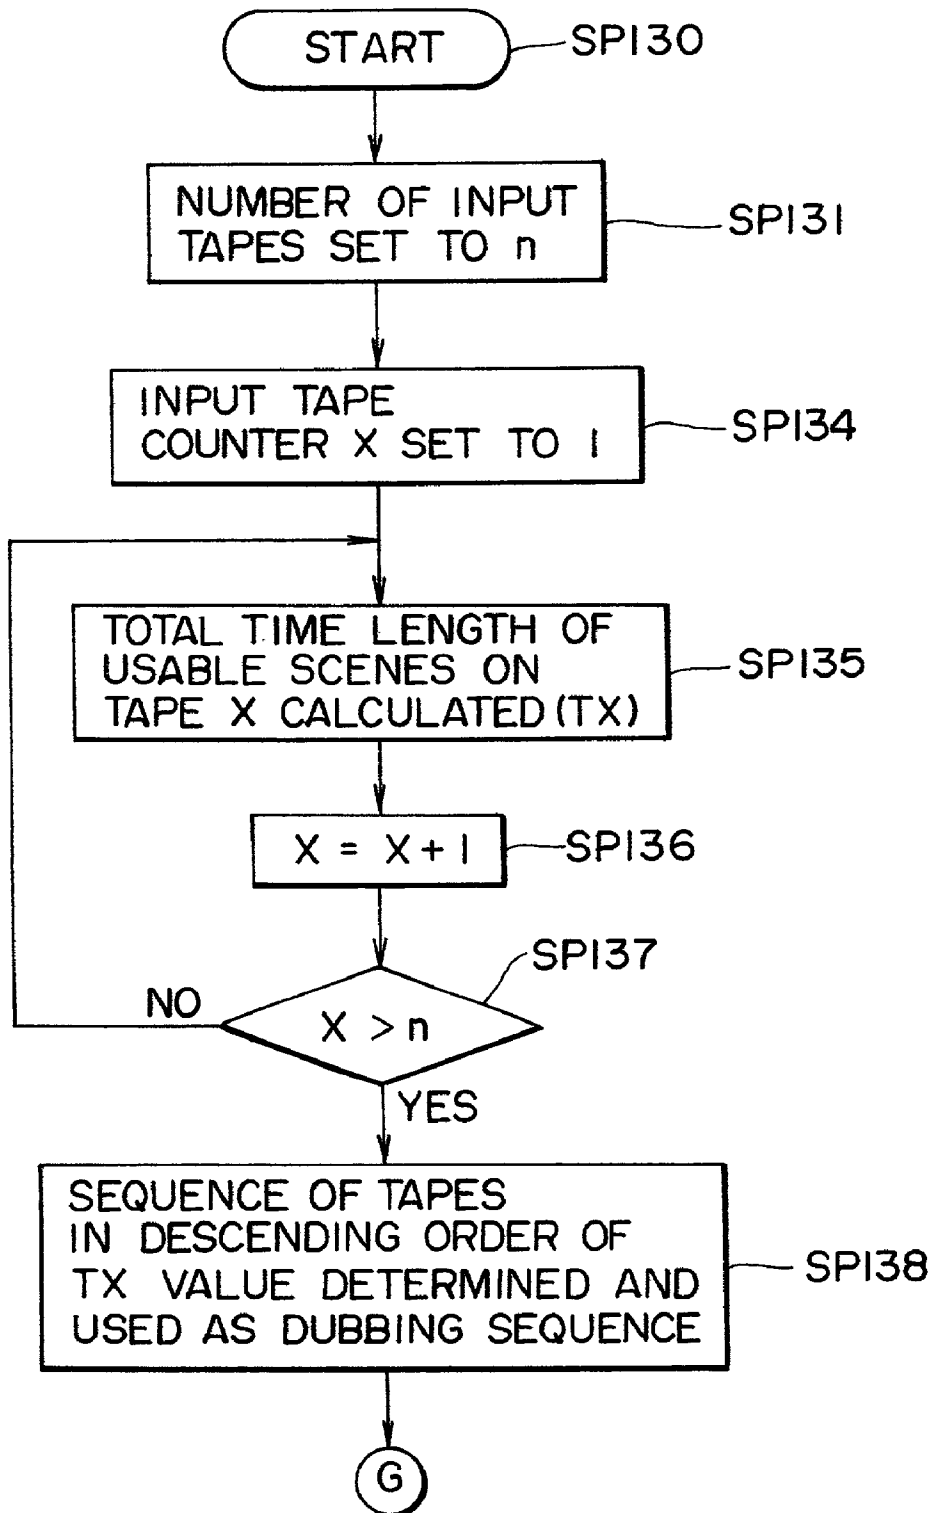 START
SP130
NUMBER OF INPUT
TAPES SET TO n
SP131
INPUT TAPE
COUNTER X SET TO 1
SP134
TOTAL TIME LENGTH OF
USABLE SCENES ON
TAPE X CALCULATED (TX)
SP135
X = X + 1
SP136
SP137
NO
X > n
YES
SEQUENCE OF TAPES
IN DESCENDING ORDER OF
TX VALUE DETERMINED AND
USED AS DUBBING SEQUENCE
SP138
G